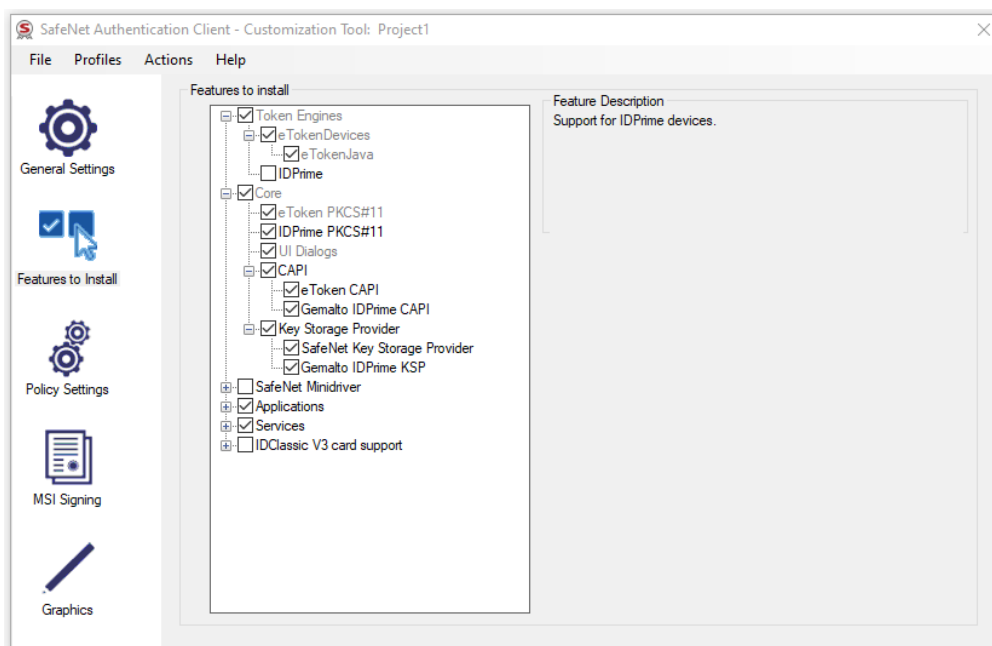 SafeNet Authentication Client - Customization Tool: Project1
File Profiles Actions Help
General Settings
Features to Install
Policy Settings
MSI Signing
Graphics
Features to install
Token Engines
eTokenDevices
eTokenJava
IDPrime
Core
eToken PKCS#11
IDPrime PKCS#11
UI Dialogs
CAPI
eToken CAPI
Gemalto IDPrime CAPI
Key Storage Provider
SafeNet Key Storage Provider
Gemalto IDPrime KSP
SafeNet Minidriver
Applications
Services
IDClassic V3 card support
Feature Description
Support for IDPrime devices.